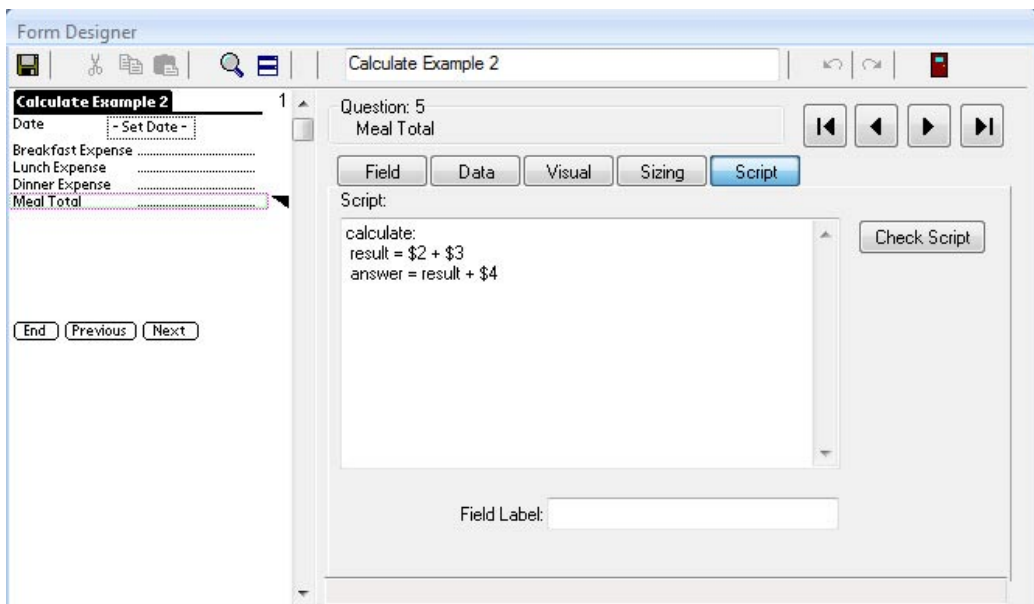 Form Designer
Calculate Example 2
Calculate Example 2 1
Date - Set Date -
Breakfast Expense
Lunch Expense
Dinner Expense
Meal Total
End Previous Next
Question: 5
Meal Total
Field Data Visual Sizing Script
Script:
calculate:
result = $2 + $3
answer = result + $4
Check Script
Field Label: